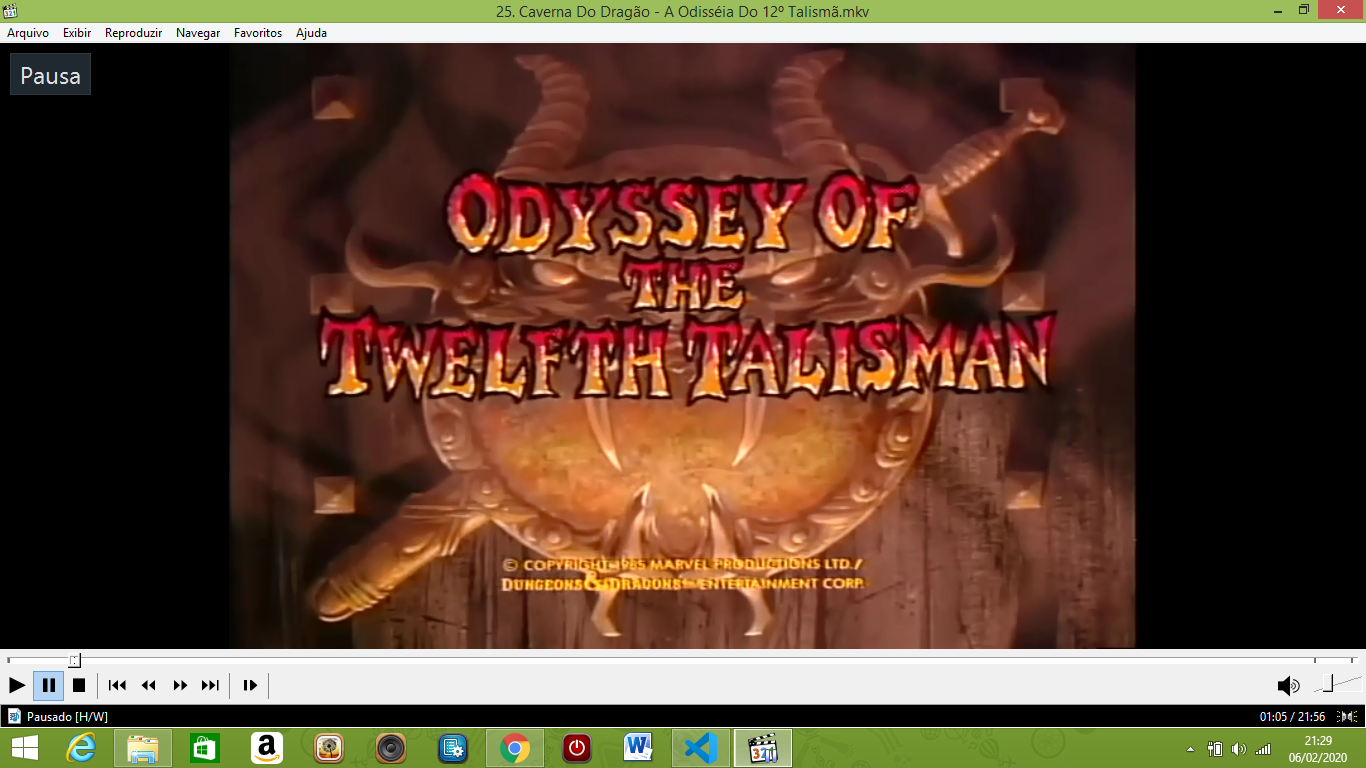 25. Caverna Do Dragão - A Odisséia Do 12º Talismã.mkv
Arquivo Exibir Reproduzir Navegar Favoritos Ajuda
Pausa
ODYSSEY OF
THE
TWELFTH TALISMAN
© COPYRIGHT 1985 MARVEL PRODUCTIONS LTD./
DUNGEONS & DRAGONS ENTERTAINMENT CORP.
Pausado [H/W]
01:05 / 21:56
21:29
06/02/2020